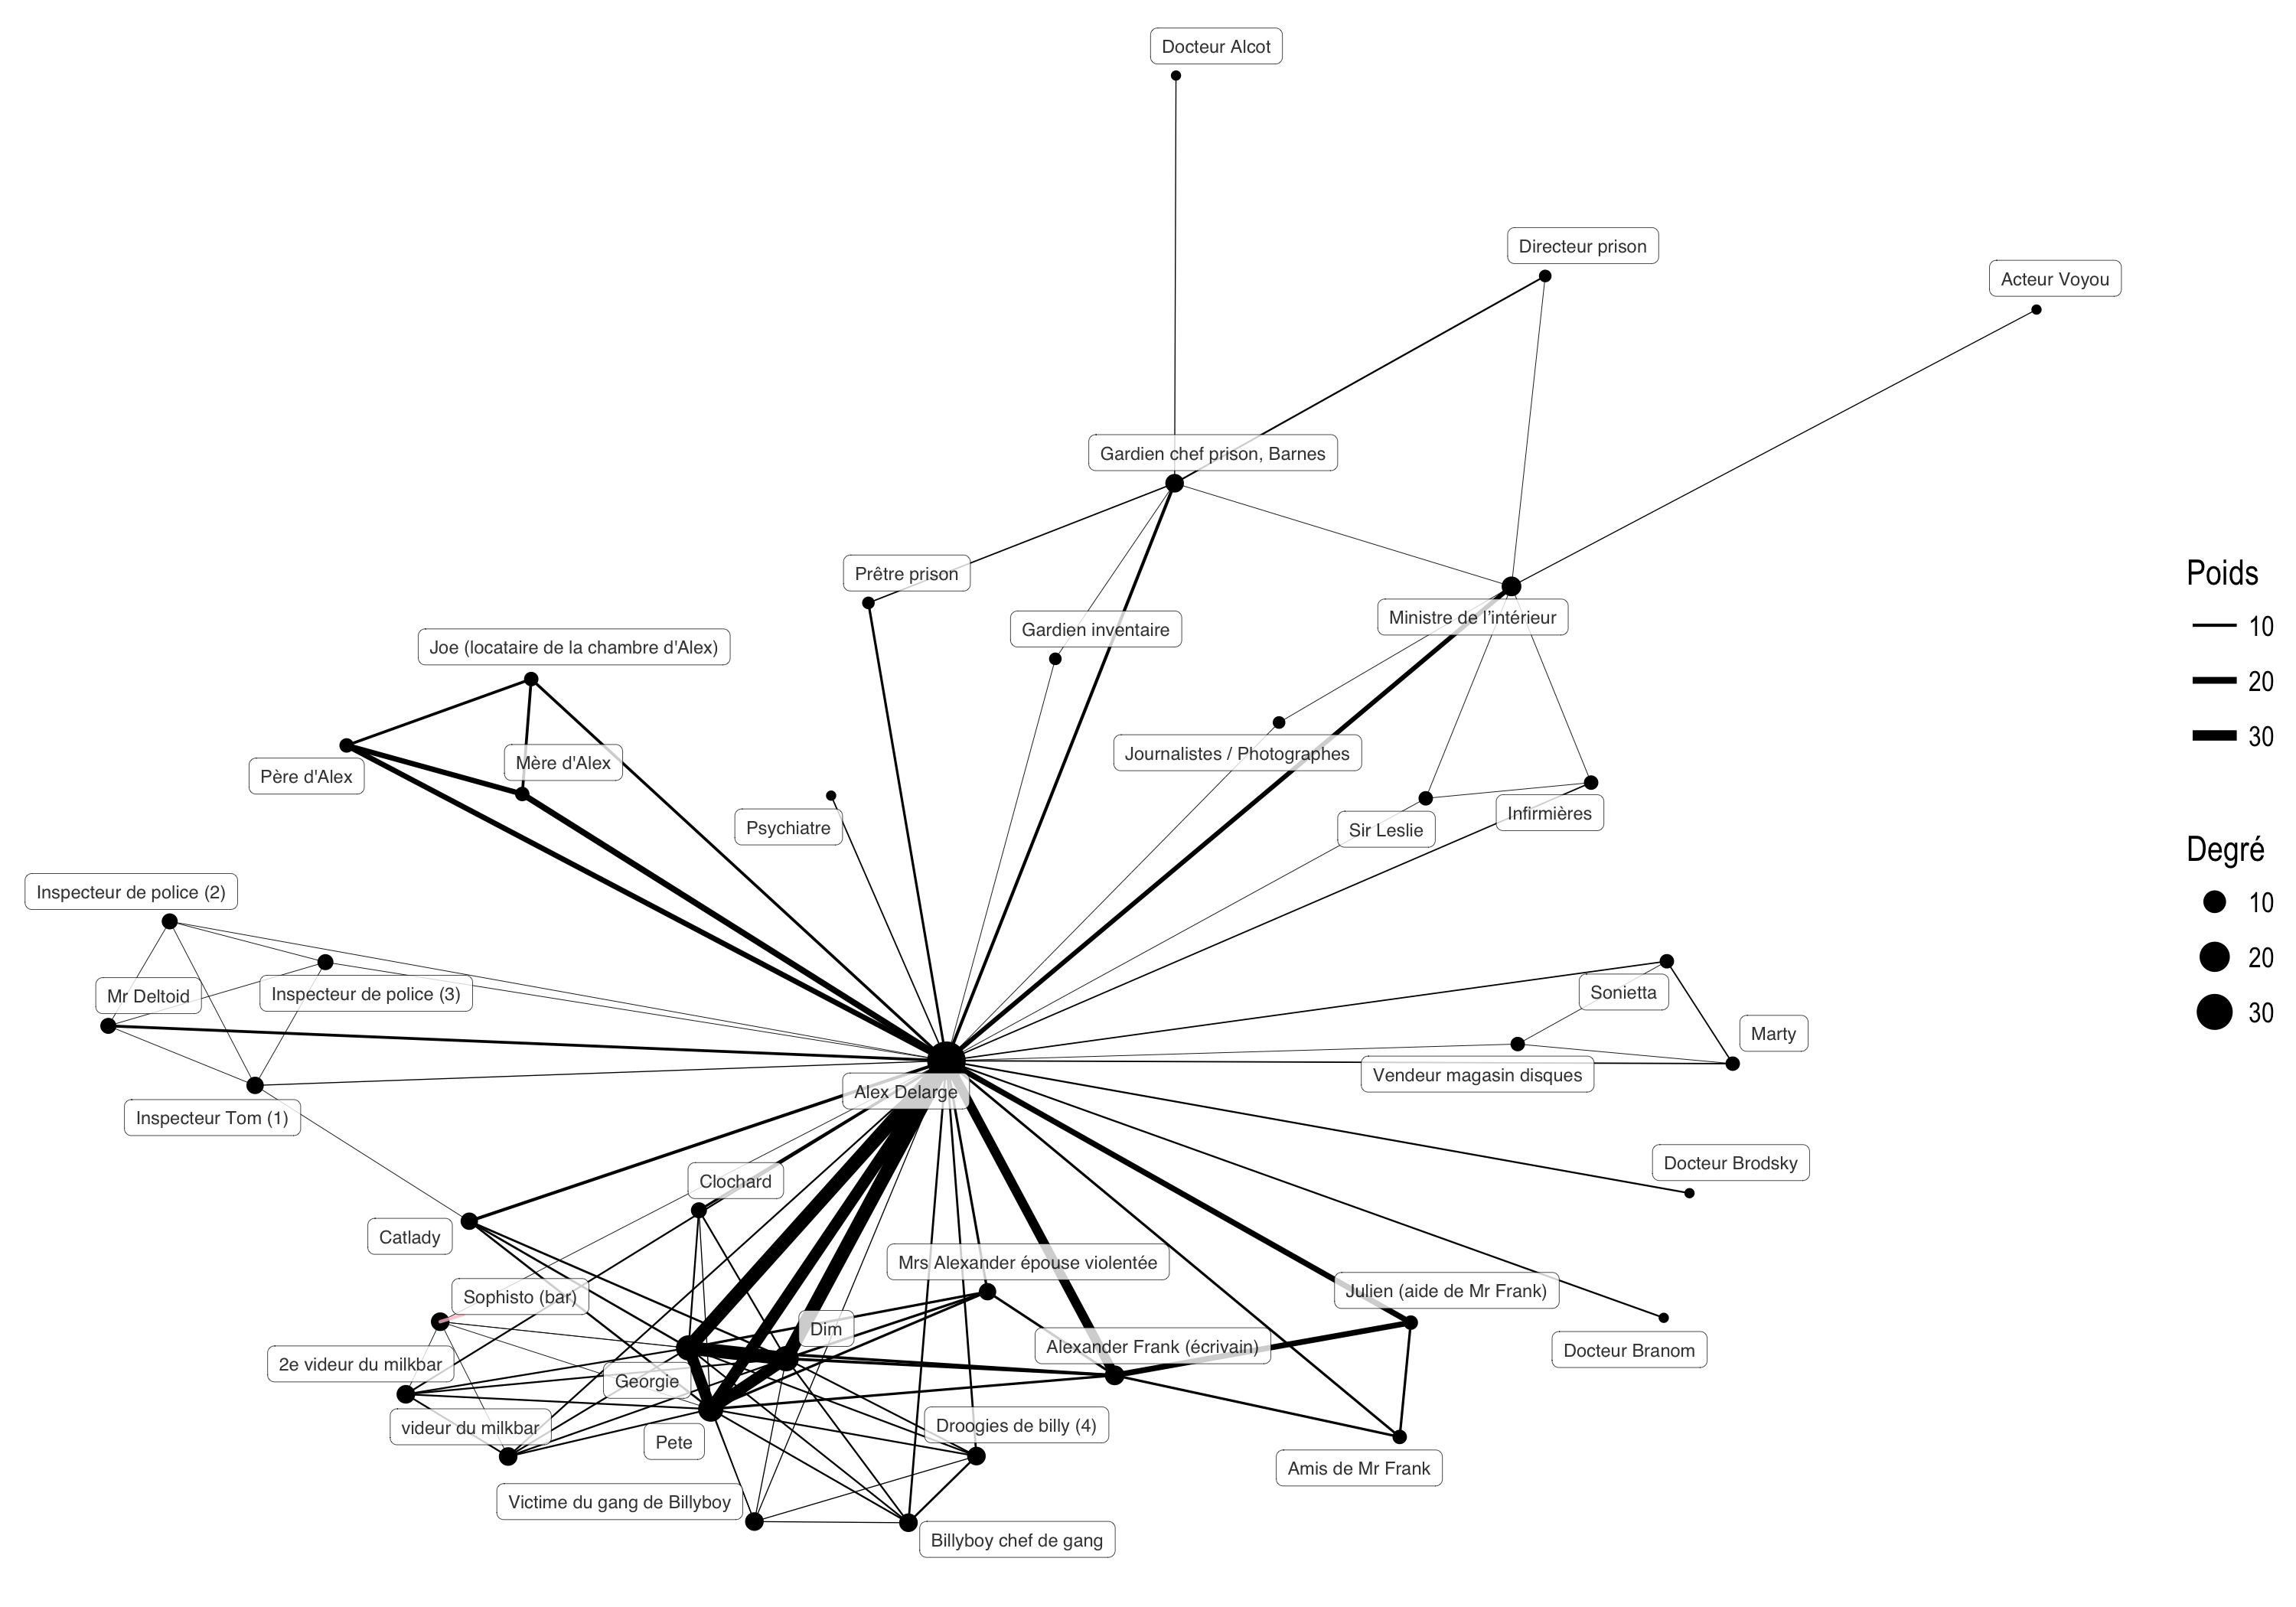 Docteur Alcot
Directeur prison
Acteur Voyou
Gardien chef prison, Barnes
Prêtre prison
Ministre de l'intérieur
Gardien inventaire
Joe (locataire de la chambre d'Alex)
Journalistes / Photographes
Mère d'Alex
Père d'Alex
Psychiatre
Sir Leslie
Infirmières
Inspecteur de police (2)
Mr Deltoid
Inspecteur de police (3)
Sonietta
Marty
Vendeur magasin disques
Alex Delarge
Inspecteur Tom (1)
Docteur Brodsky
Clochard
Catlady
Mrs Alexander épouse violentée
Sophisto (bar)
Julien (aide de Mr Frank)
Dim
Alexander Frank (écrivain)
Docteur Branom
2e videur du milkbar
Georgie
videur du milkbar
Droogies de billy (4)
Pete
Amis de Mr Frank
Victime du gang de Billyboy
Billyboy chef de gang
Poids
10
20
30
Degré
10
20
30